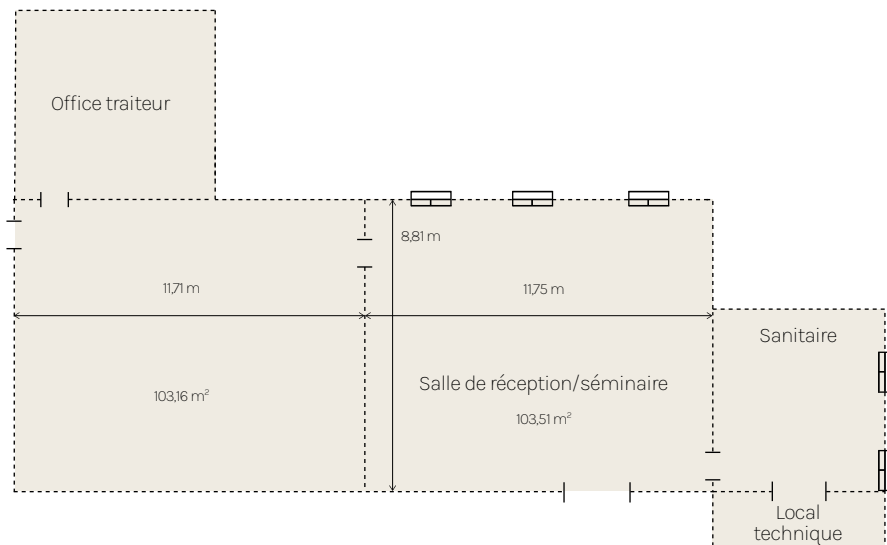 Office traiteur
8,81 m
11,71 m
11,75 m
Sanitaire
Salle de réception/séminaire
103,16 m²
103,51 m²
Local
technique